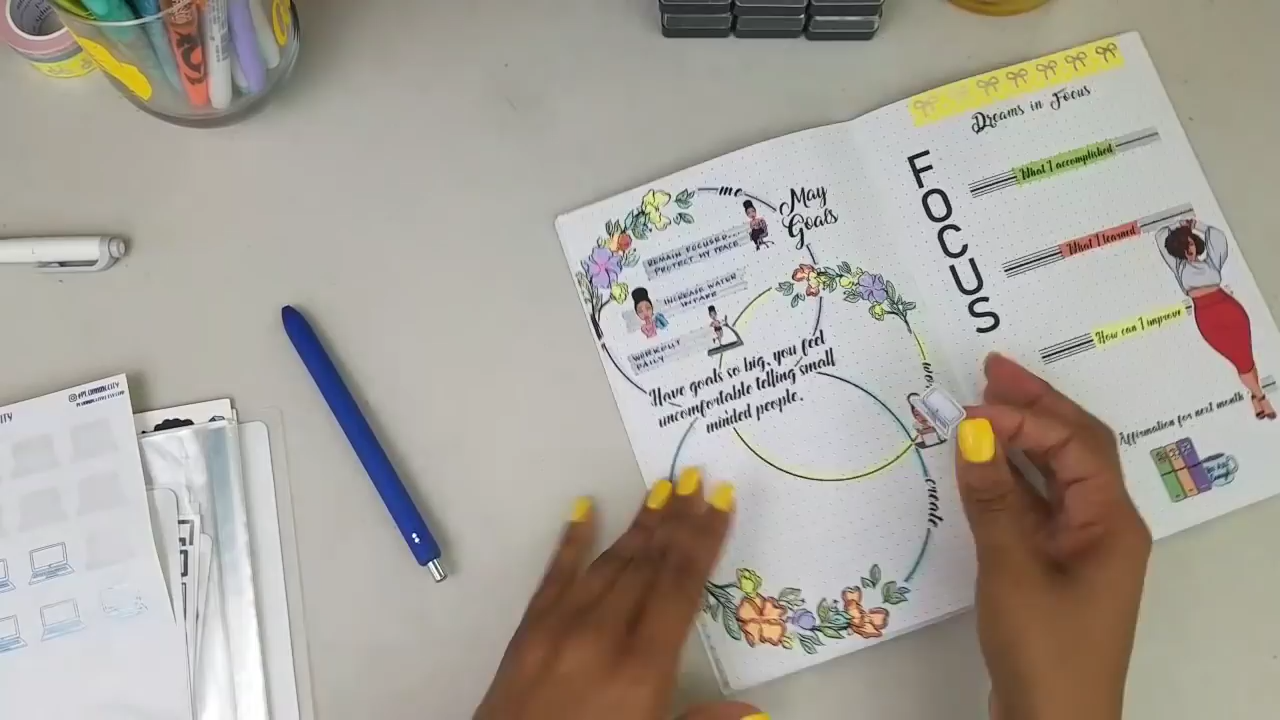 me
May
Goals
REMAIN FOCUSED...
PROTECT MY PEACE
INCREASE WATER
INTAKE
WORKOUT
DAILY
Have goals so big, you feel
uncomfortable telling small
minded people.
create
Dreams in Focus
FOCUS
What I accomplished
What I learned
How can I improve
Affirmation for next month